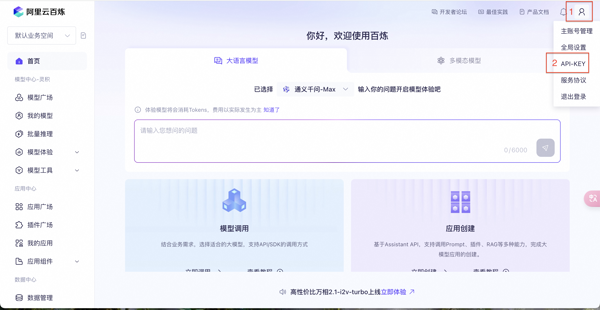 阿里云百炼
开发者论坛
最佳实践
产品文档
1
默认业务空间
首页
模型中心-灵积
模型广场
我的模型
批量推理
模型体验
模型工具
应用中心
应用广场
插件广场
我的应用
应用组件
数据中心
数据管理
你好，欢迎使用百炼
大语言模型
多模态模型
已选择 通义千问-Max 输入你的问题开启模型体验吧
体验模型将会消耗Tokens，费用以实际发生为主 知道了
请输入您想问的问题
0/6000
主账号管理
全局设置
2 API-KEY
服务协议
退出登录
模型调用
结合业务需求，选择适合的大模型，支持API/SDK的调用方式
立即调用
查看教程
应用创建
基于Assistant API，支持调用Prompt、插件、RAG等多种能力，完成大
模型应用的创建。
立即创建
查看教程
高性价比万相2.1-i2v-turbo上线立即体验